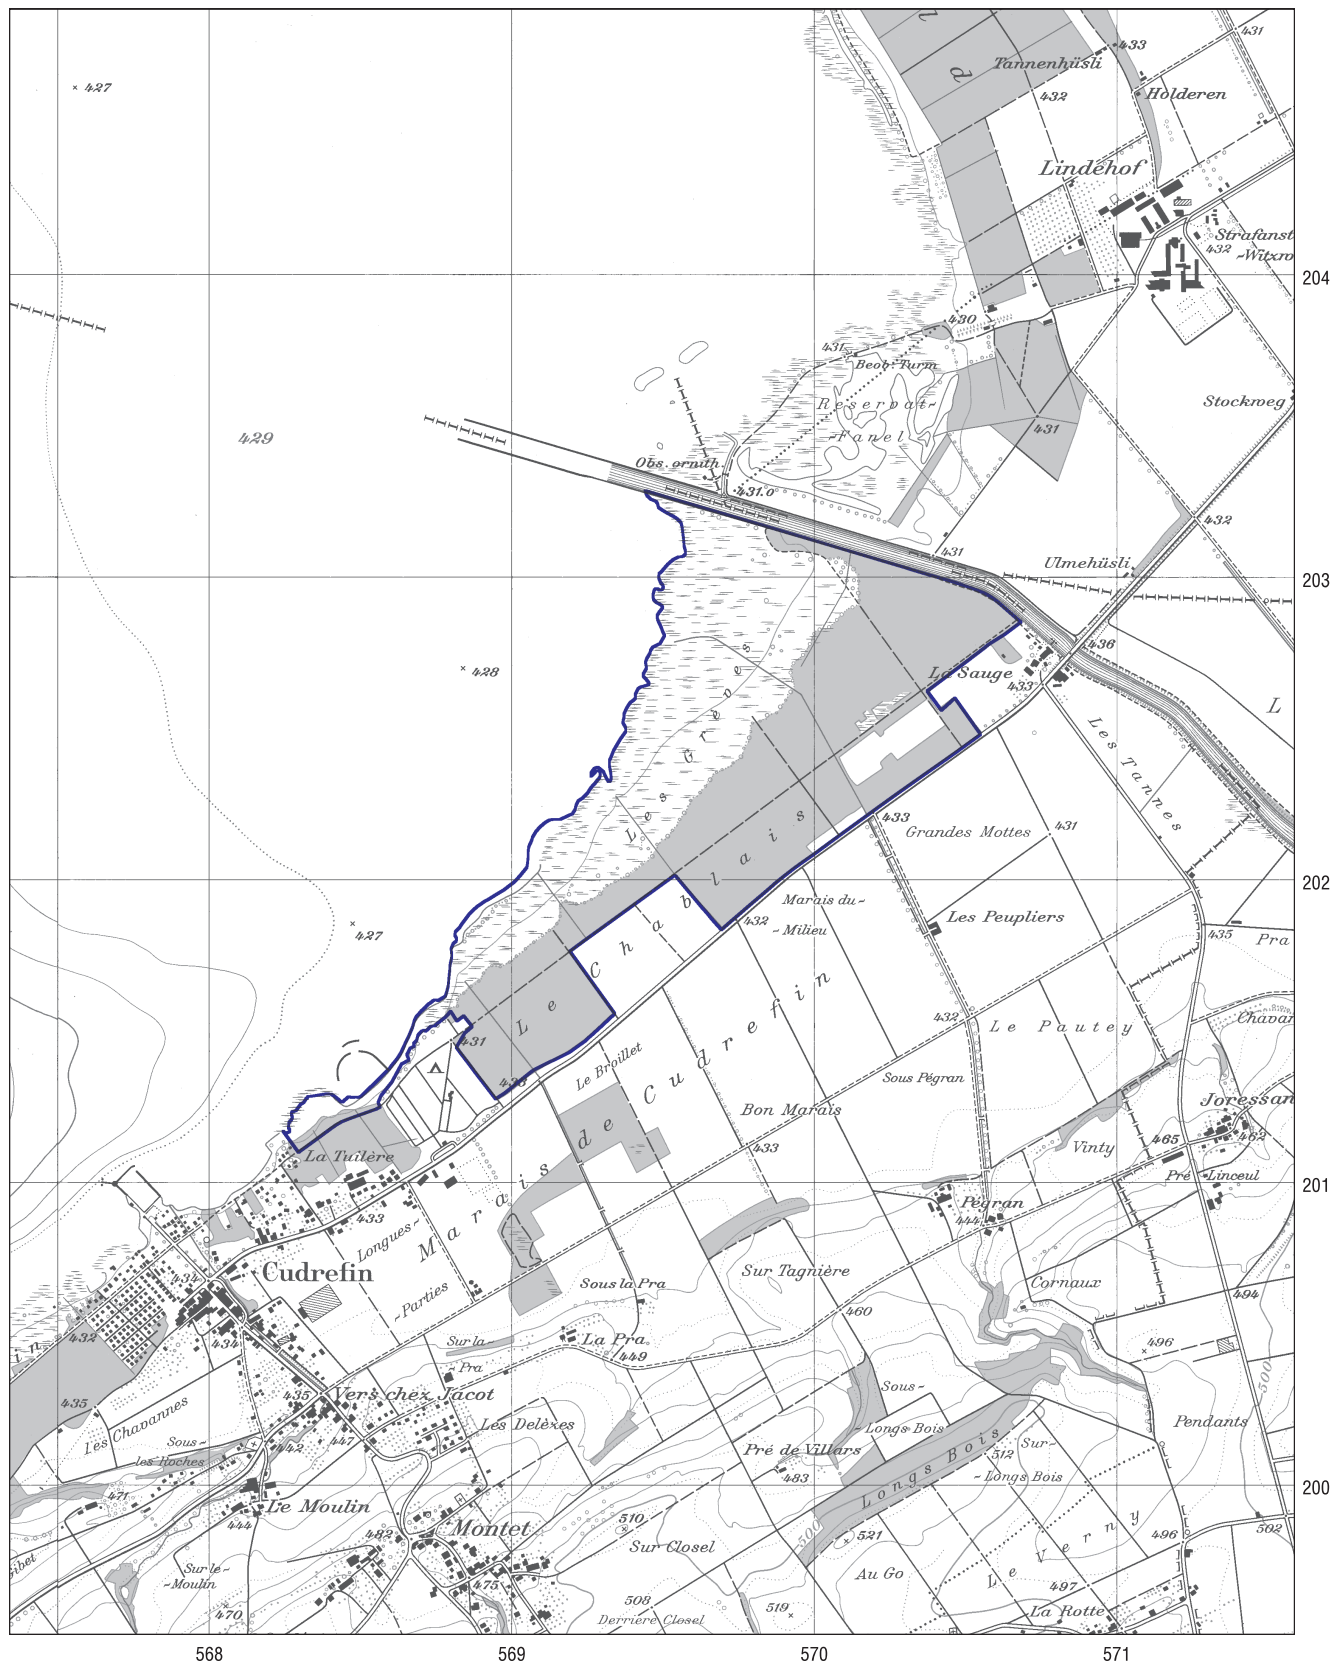 431
433
427
Tannenhüsli
d
432
Holderen
Lindehof
Strafanst
432
~Witzw
204
430
431
Beob. Turm
Stockweg
Reservat~
429
431
~Fanel
Obs. ornith.
431.0
432
431
Ulmehüsli
203
436
428
La Sauge
433
L
Les Grèves
Les Tannes
433
431
Grandes Mottes
Le Chablais
202
Marais du~
~Milieu
432
Les Peupliers
427
435
Pra
432
Le Pautey
Chavan
431
433
Le Broillet
Sous Pégran
Joressan
Bon Marais
462
433
Vinty
465
La Tuilère
Pré Linceul
201
Marais de Cudrefin
Pégran
433
444
Longues~
Cudrefin
434
Sous la Pra
Sur Tagnière
Cornaux
~Parties
494
460
432
434
Sur la~
La Pra
496
449
~Pra
500
435
435
Vers chez Jacot
Sous~
Les Chavannes
Les Delèxes
~Longs Bois
Pendants
442
447
Sous~
les Roches
Pré de Villars
512
Sur~
483
~Longs Bois
Longs Bois
200
471
Le Moulin
444
510
500
521
496
502
482
Montet
Sur Closel
Le Verny
ibet
Sur le~
~Moulin
Au Go
475
497
470
508
519
Derrière Closel
La Rotte
568
569
570
571